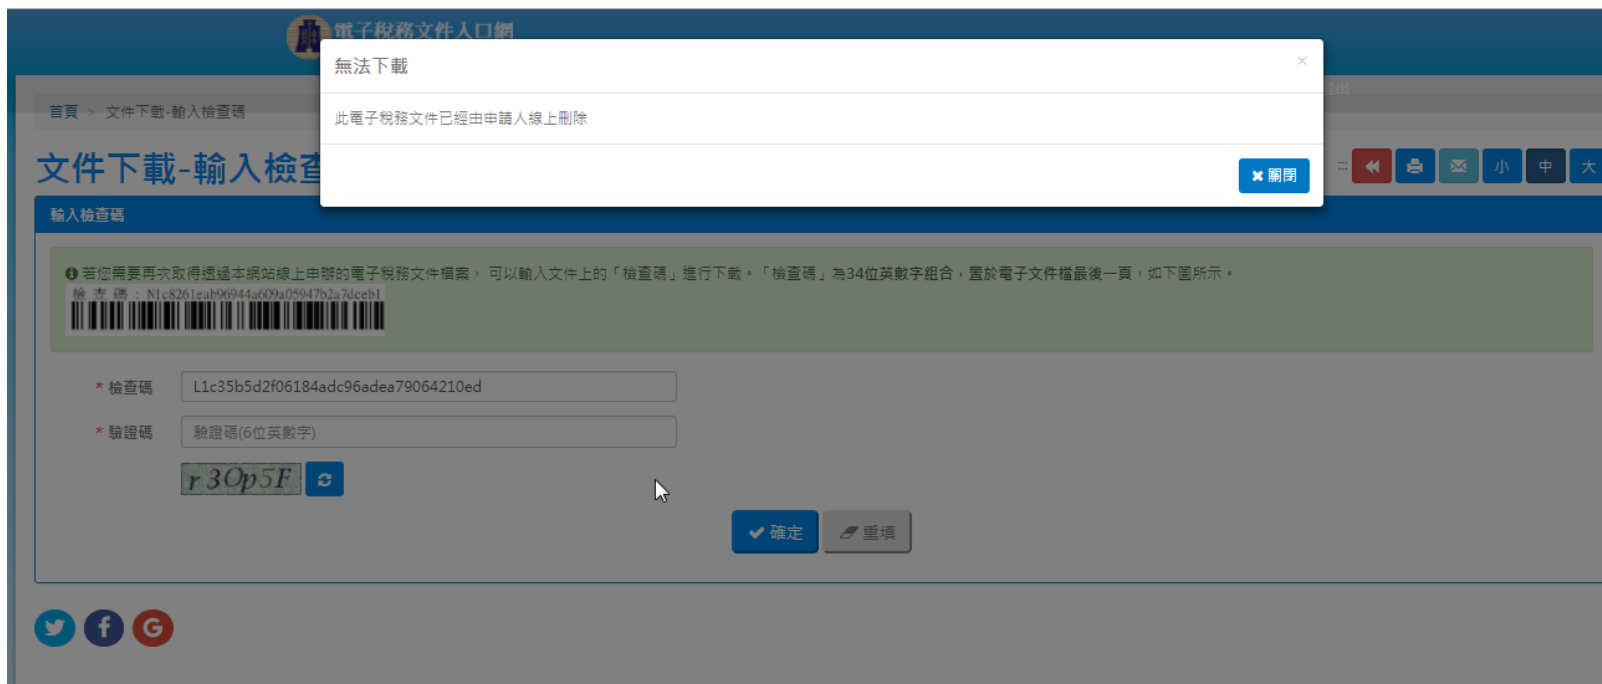 電子稅務文件入口網
無法下載
×
登出
首頁 > 文件下載-輸入檢查碼
此電子稅務文件已經由申請人線上刪除
文件下載-輸入檢查
關閉
小 中 大
輸入檢查碼
若您需要再次取得透過本網站線上申辦的電子稅務文件檔案， 可以輸入文件上的「檢查碼」進行下載。「檢查碼」為34位英數字組合，置於電子文件檔最後一頁，如下圖所示。
檢 查 碼 : N1c8261eab96944a609a05947b2a7dceb1
* 檢查碼 L1c35b5d2f06184adc96adea79064210ed
* 驗證碼 驗證碼(6位英數字)
r3Op5F
確定 重填